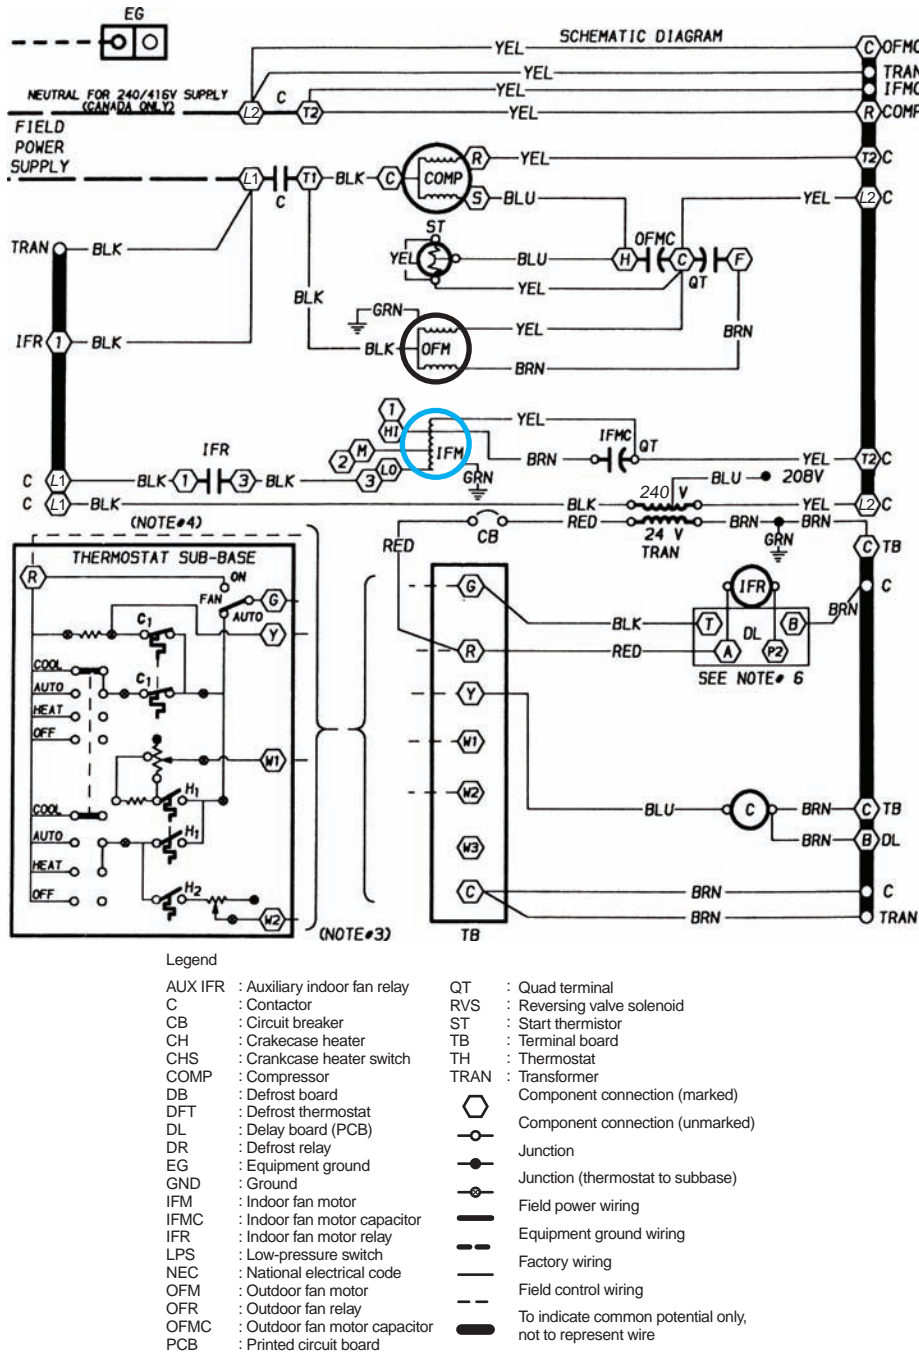 EG
SCHEMATIC DIAGRAM
YEL
C OFMC
YEL
TRAN
NEUTRAL FOR 240/416V SUPPLY
(CANADA ONLY)
C
YEL
IFMC
L2
T2
YEL
R COMP
FIELD
POWER
SUPPLY
L1
C
T1
BLK
C
COMP
R
YEL
T2 C
S
BLU
YEL
L2 C
ST
OFMC
TRAN
BLK
YEL
BLU
H
C
F
QT
YEL
BLK
GRN
YEL
BRN
IFR 1
BLK
BLK
OFM
BRN
1
YEL
HI
IFMC
QT
IFR
2
M
IFM
BRN
YEL
T2 C
LO
GRN
BLU
208V
C L1
BLK
1
3
BLK
3
C L1
BLK
240 V
YEL
L2 C
(NOTE#4)
CB
RED
24 V
TRAN
BRN
BRN
GRN
C TB
RED
THERMOSTAT SUB-BASE
R
ON
FAN
AUTO
G
G
IFR
C
BRN
C1
Y
BLK
T
DL
B
R
RED
A
P2
COOL
SEE NOTE# 6
AUTO
C1
Y
HEAT
OFF
W1
W1
H1
W2
COOL
BLU
C
BRN
C TB
AUTO
H1
BRN
B DL
W3
HEAT
OFF
H2
C
BRN
C
W2
BRN
TRAN
(NOTE#3)
TB
Legend
AUX IFR : Auxiliary indoor fan relay
C : Contactor
CB : Circuit breaker
CH : Crakecase heater
CHS : Crankcase heater switch
COMP : Compressor
DB : Defrost board
DFT : Defrost thermostat
DL : Delay board (PCB)
DR : Defrost relay
EG : Equipment ground
GND : Ground
IFM : Indoor fan motor
IFMC : Indoor fan motor capacitor
IFR : Indoor fan motor relay
LPS : Low-pressure switch
NEC : National electrical code
OFM : Outdoor fan motor
OFR : Outdoor fan relay
OFMC : Outdoor fan motor capacitor
PCB : Printed circuit board
QT : Quad terminal
RVS : Reversing valve solenoid
ST : Start thermistor
TB : Terminal board
TH : Thermostat
TRAN : Transformer
Component connection (marked)
Component connection (unmarked)
Junction
Junction (thermostat to subbase)
Field power wiring
Equipment ground wiring
Factory wiring
Field control wiring
To indicate common potential only,
not to represent wire